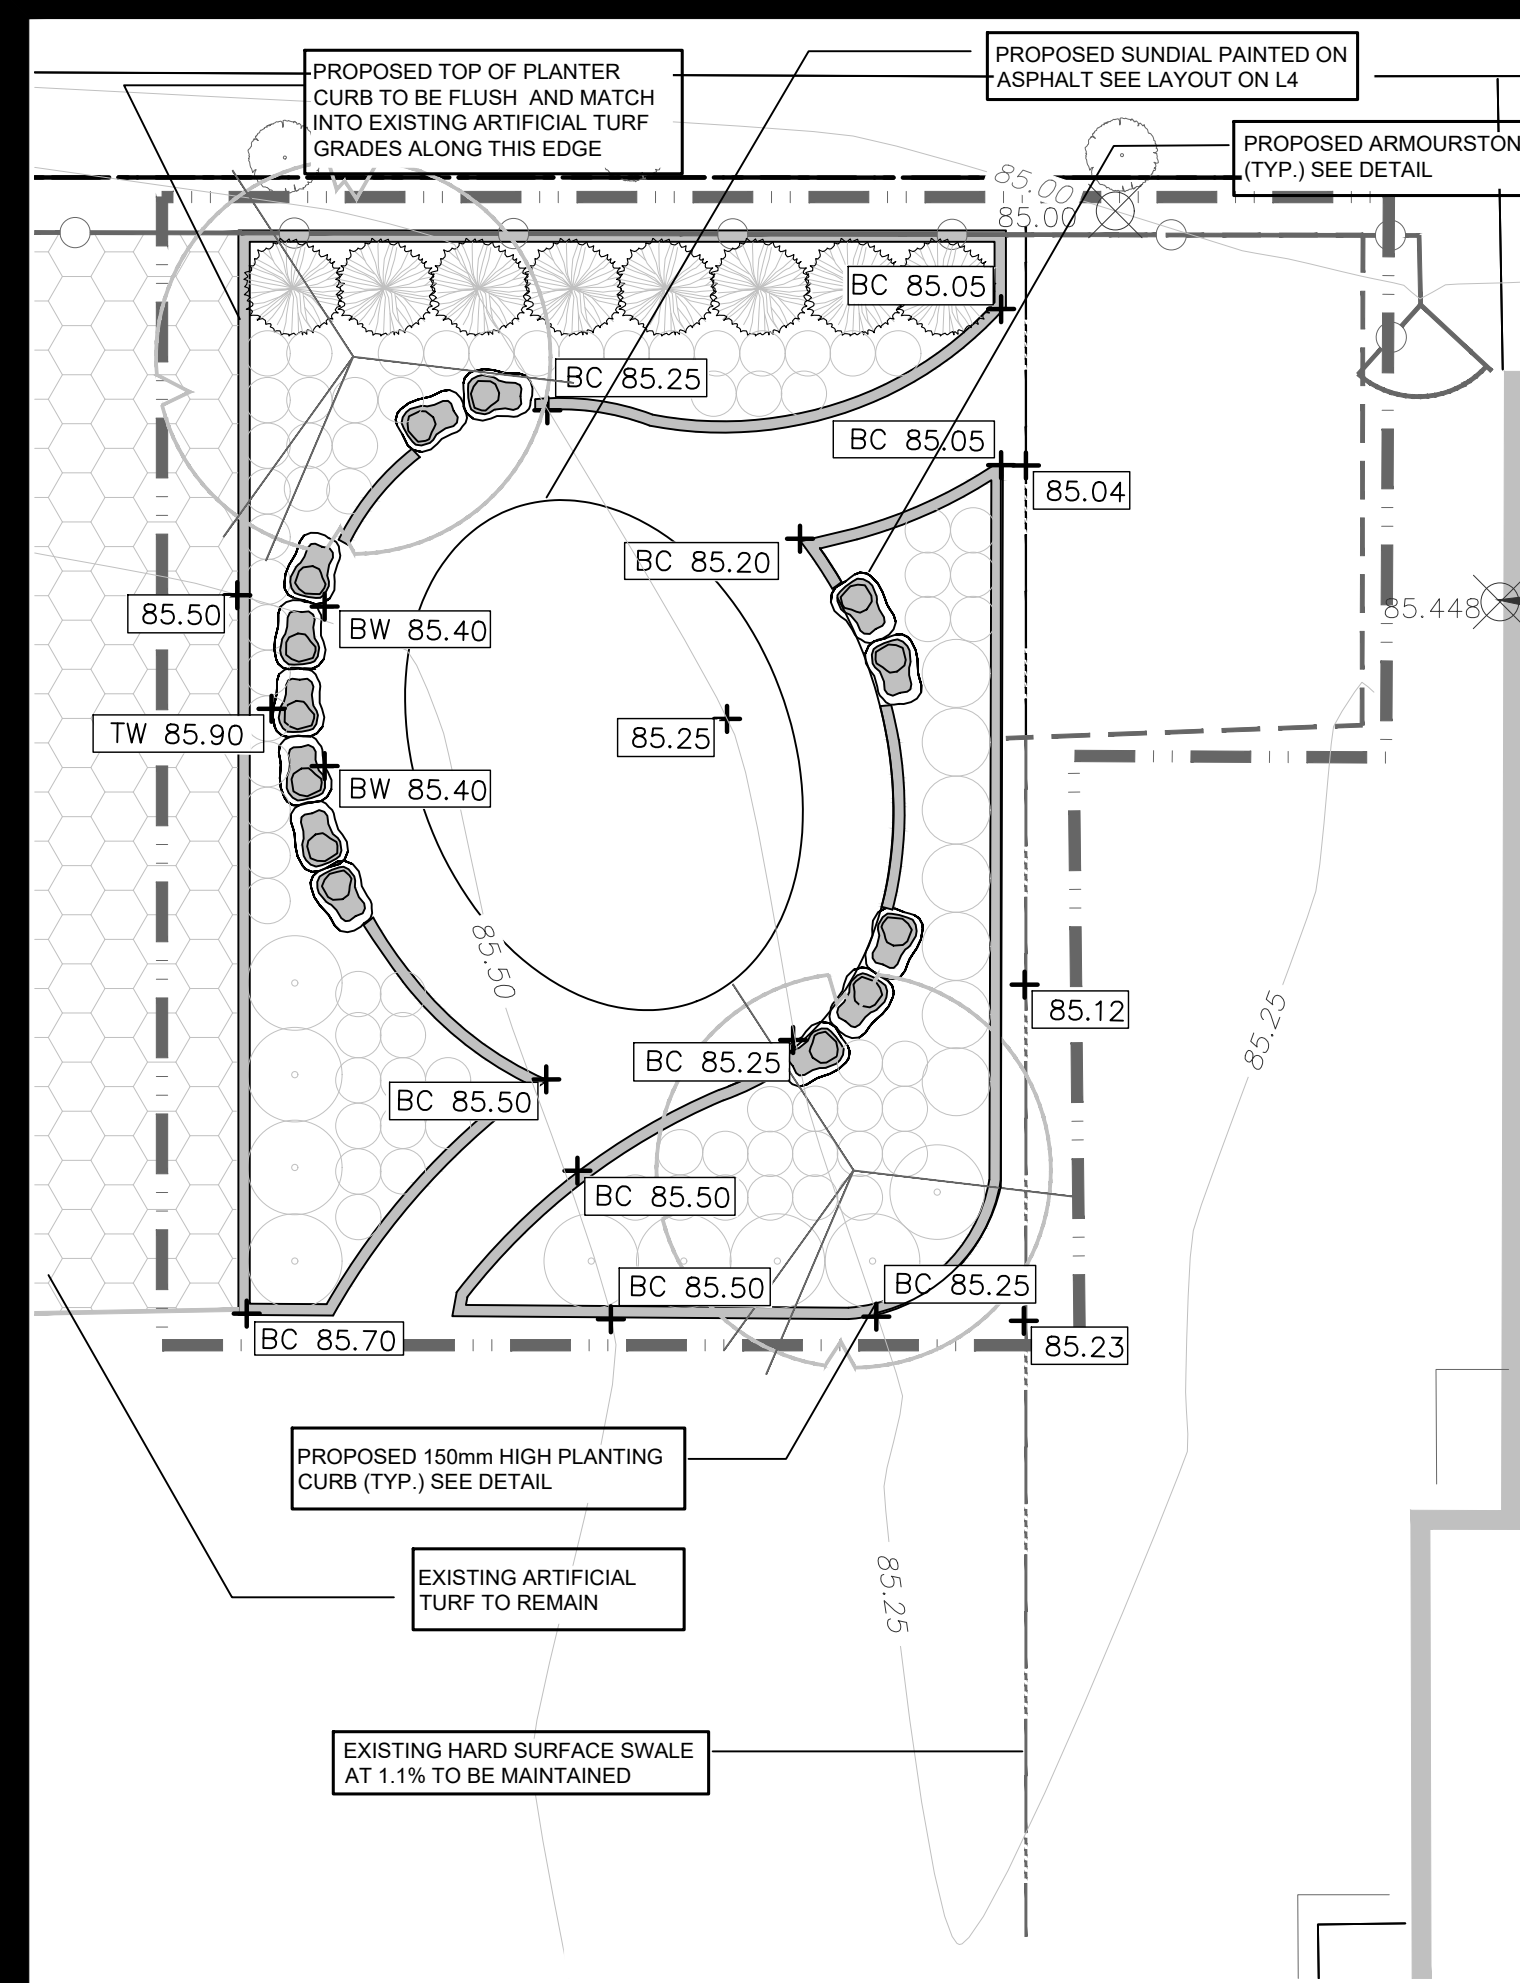 PROPOSED TOP OF PLANTER
CURB TO BE FLUSH AND MATCH
INTO EXISTING ARTIFICIAL TURF
GRADES ALONG THIS EDGE
PROPOSED SUNDIAL PAINTED ON
ASPHALT SEE LAYOUT ON L4
PROPOSED ARMOURSTON
(TYP.) SEE DETAIL
85.00
85.00
BC 85.05
BC 85.25
BC 85.05
85.04
BC 85.20
85.50
BW 85.40
85.448
TW 85.90
85.25
BW 85.40
85.50
85.12
85.25
BC 85.25
BC 85.50
BC 85.50
BC 85.50
BC 85.25
BC 85.70
85.23
PROPOSED 150mm HIGH PLANTING
CURB (TYP.) SEE DETAIL
EXISTING ARTIFICIAL
TURF TO REMAIN
85.25
EXISTING HARD SURFACE SWALE
AT 1.1% TO BE MAINTAINED